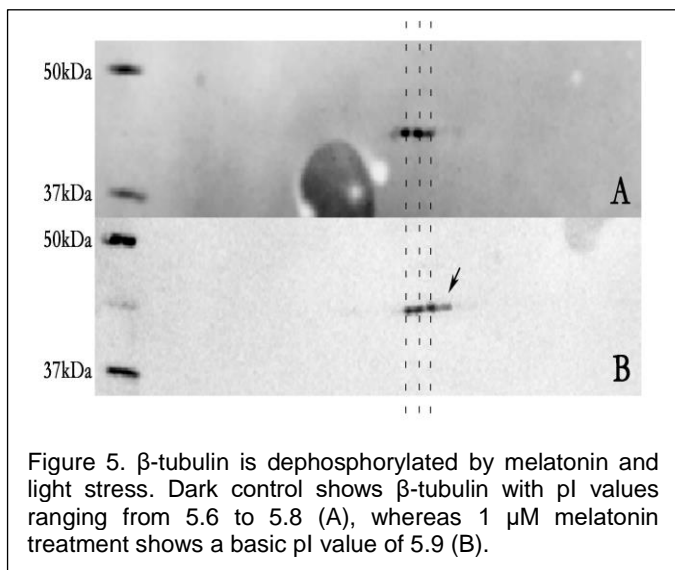 50kDa
37kDa
A
50kDa
37kDa
B
Figure 5. β-tubulin is dephosphorylated by melatonin and
light stress. Dark control shows β-tubulin with pI values
ranging from 5.6 to 5.8 (A), whereas 1 µM melatonin
treatment shows a basic pI value of 5.9 (B).